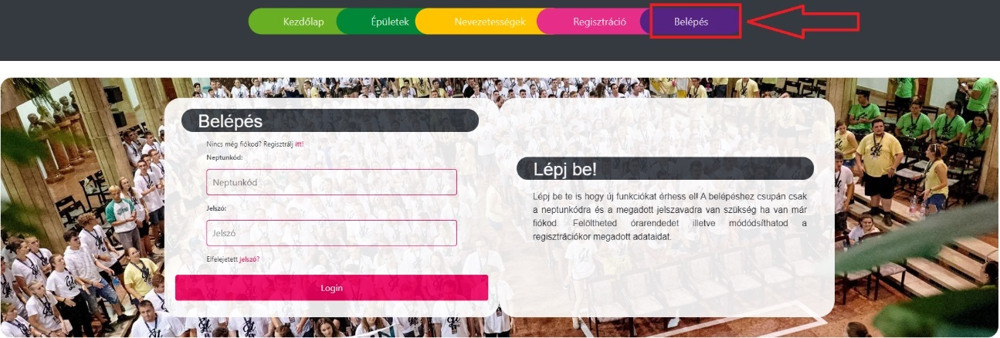 Kezdőlap Épületek Nevezetességek Regisztráció Belépés
Belépés
Nincs még fiókod? Regisztrálj itt!
Neptunkód:
Neptunkód
Jelszó:
Jelszó
Elfelejetett jelszó?
Login
Lépj be!
Lépj be te is hogy új funkciókat érhess el! A belépéshez csupán csak
a neptunkódra és a megadott jelszavadra van szükség ha van már
fiókod. Felöltheted órarendedet illetve módódsíthatod a
regisztrációkor megadott adataidat.